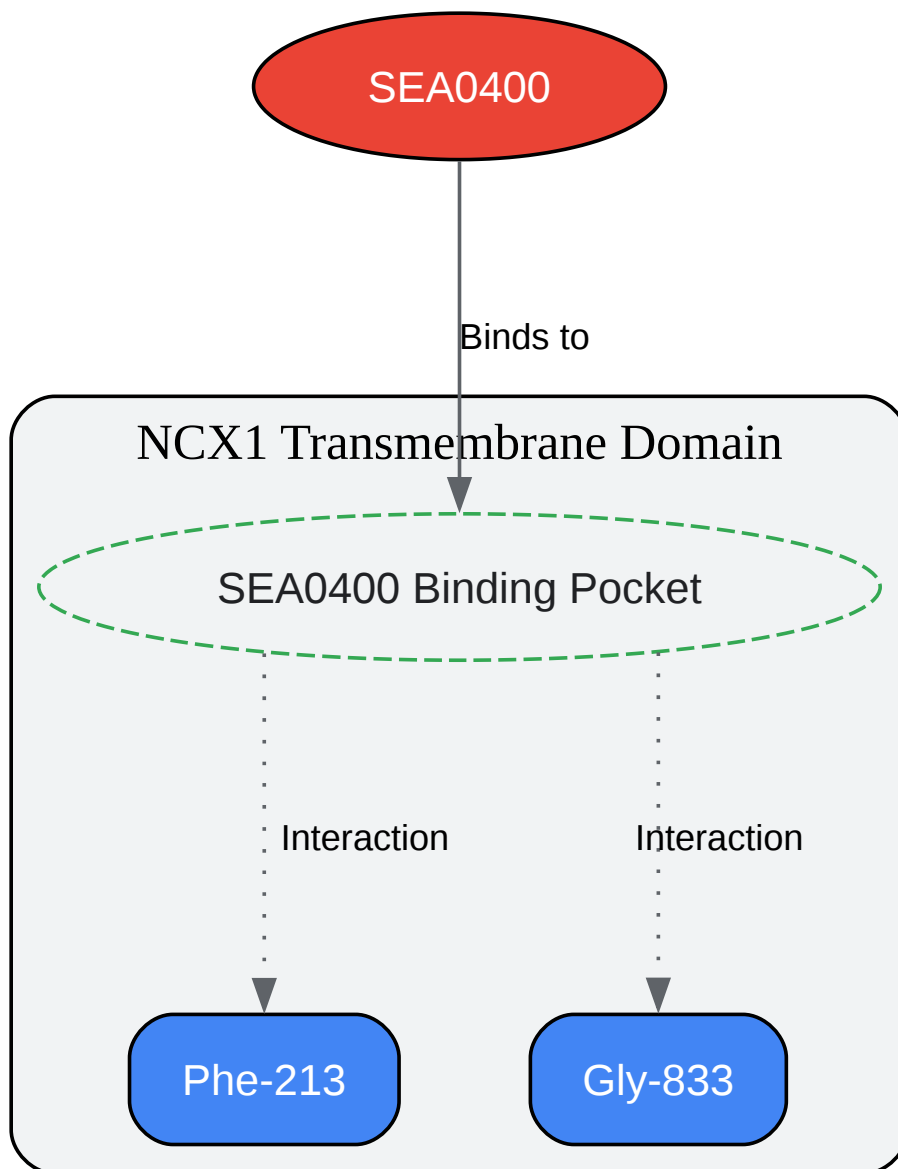 SEA0400
Binds to
NCX1 Transmembrane Domain
SEA0400 Binding Pocket
Interaction
Interaction
Phe-213
Gly-833